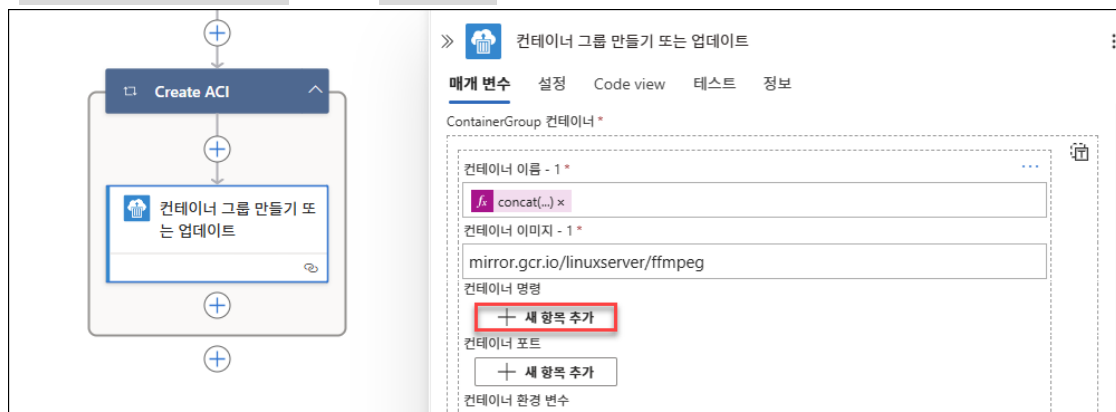 Create ACI
컨테이너 그룹 만들기 또
는 업데이트
컨테이너 그룹 만들기 또는 업데이트
매개 변수 설정 Code view 테스트 정보
ContainerGroup 컨테이너 *
컨테이너 이름 - 1 *
fx concat(...) ×
컨테이너 이미지 - 1 *
mirror.gcr.io/linuxserver/ffmpeg
컨테이너 명령
새 항목 추가
컨테이너 포트
새 항목 추가
컨테이너 환경 변수